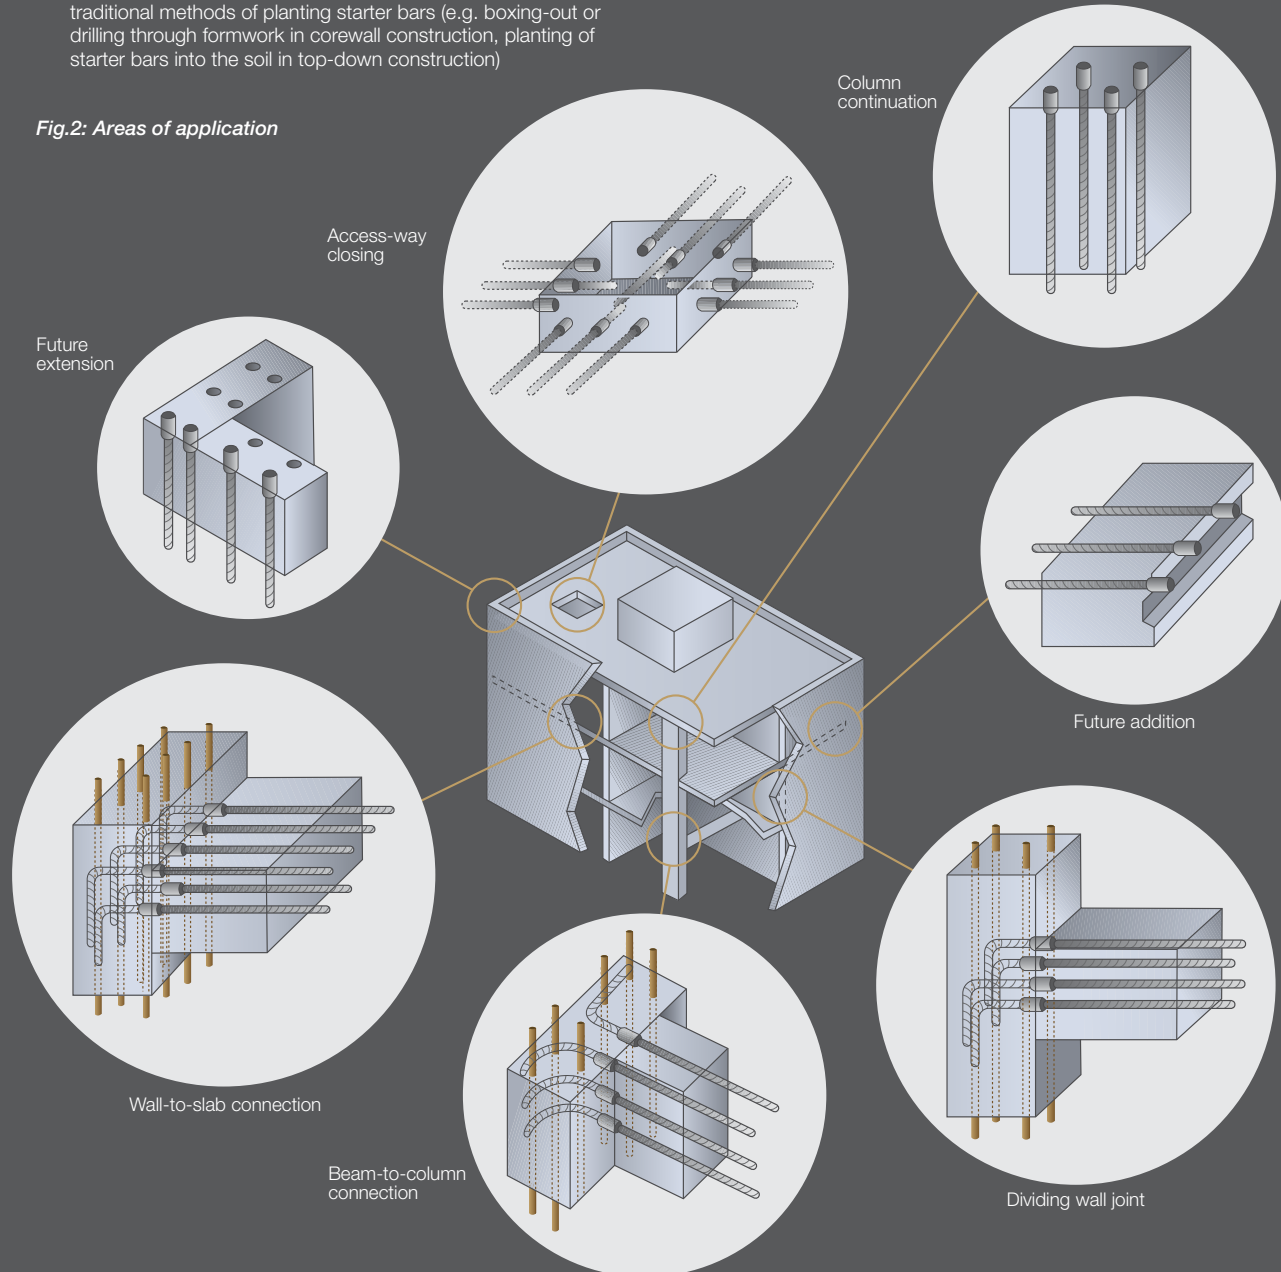 traditional methods of planting starter bars (e.g. boxing-out or
drilling through formwork in corewall construction, planting of
starter bars into the soil in top-down construction)
Fig.2: Areas of application
Column
continuation
Access-way
closing
Future
extension
Future addition
Wall-to-slab connection
Beam-to-column
connection
Dividing wall joint